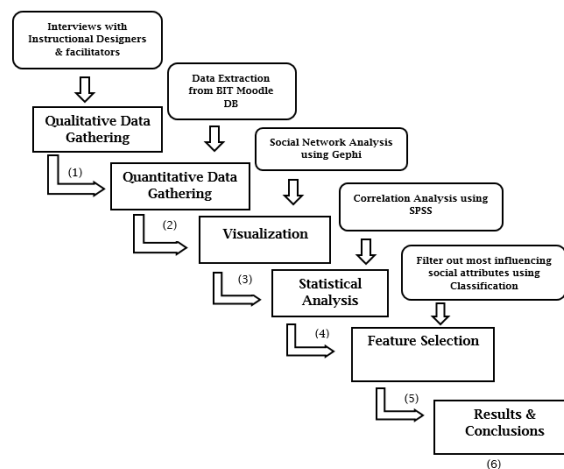 Interviews with
Instructional Designers
& facilitators
Data Extraction
from BIT Moodle
DB
Qualitative Data
Gathering
Social Network Analysis
using Gephi
(1)
Quantitative Data
Gathering
Correlation Analysis using
SPSS
(2)
Visualization
Filter out most influencing
social attributes using
Classification
(3)
Statistical
Analysis
(4)
Feature Selection
(5)
Results &
Conclusions
(6)